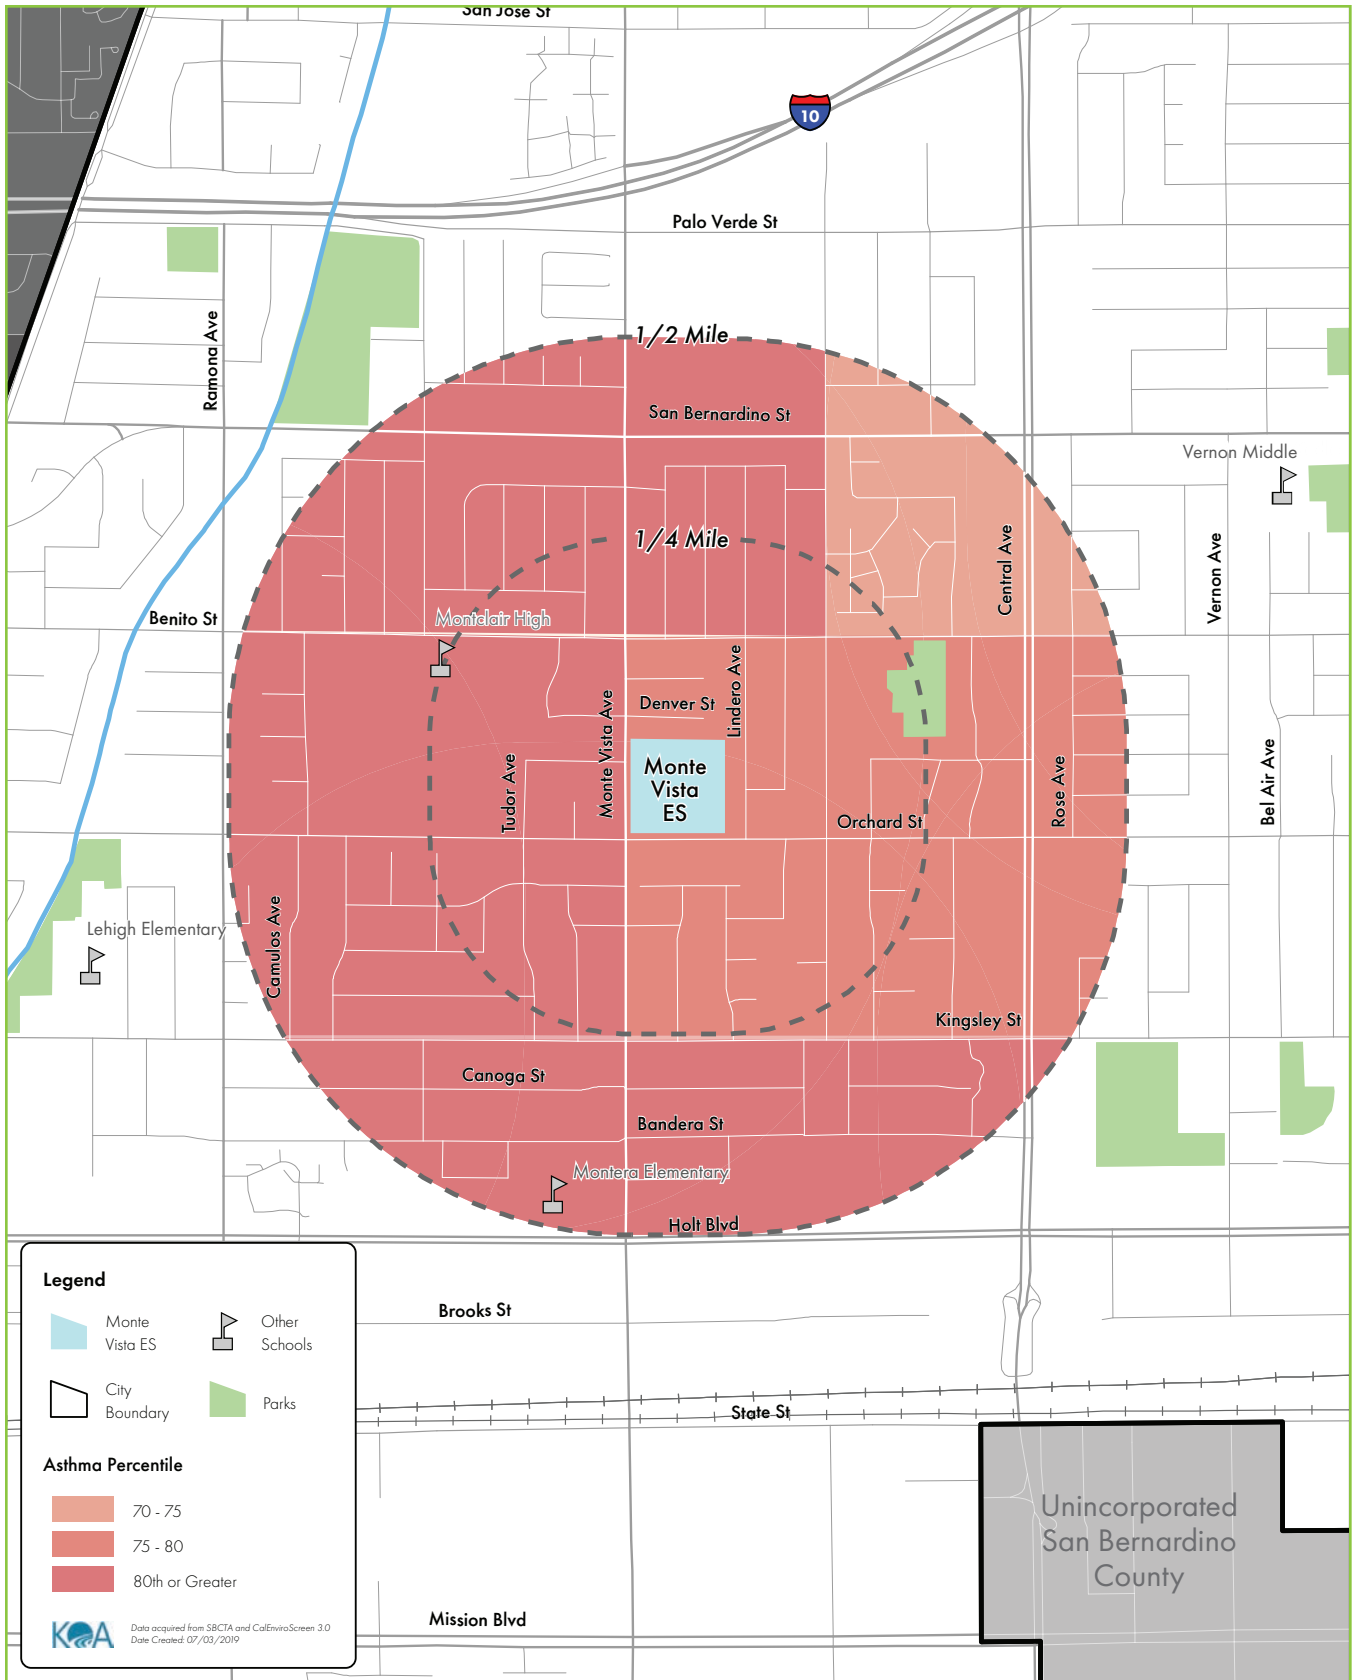 San Jose St
10
Palo Verde St
Ramona Ave
1/2 Mile
San Bernardino St
Vernon Middle
1/4 Mile
Central Ave
Vernon Ave
Benito St
Montclair High
Lindero Ave
Denver St
Monte Vista Ave
Tudor Ave
Monte
Vista
ES
Orchard St
Rose Ave
Bel Air Ave
Lehigh Elementary
Camulos Ave
Kingsley St
Canoga St
Bandera St
Montera Elementary
Holt Blvd
Brooks St
State St
Mission Blvd
Unincorporated
San Bernardino
County
Legend
Monte
Vista ES
Other
Schools
City
Boundary
Parks
Asthma Percentile
70 - 75
75 - 80
80th or Greater
KOA
Data acquired from SBCTA and CalEnviroScreen 3.0
Date Created: 07/03/2019